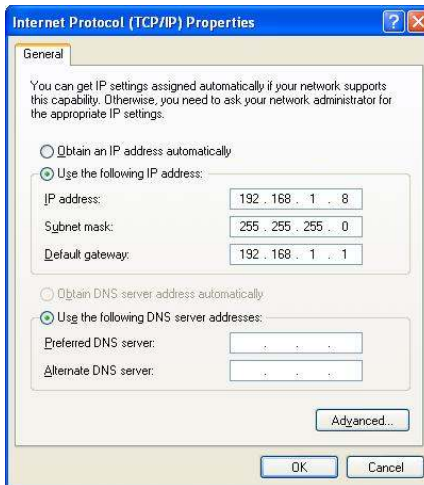 Internet Protocol (TCP/IP) Properties
General
You can get IP settings assigned automatically if your network supports
this capability. Otherwise, you need to ask your network administrator for
the appropriate IP settings.
Obtain an IP address automatically
Use the following IP address:
IP address: 192 . 168 . 1 . 8
Subnet mask: 255 . 255 . 255 . 0
Default gateway: 192 . 168 . 1 . 1
Obtain DNS server address automatically
Use the following DNS server addresses:
Preferred DNS server: . . .
Alternate DNS server: . . .
Advanced...
OK Cancel